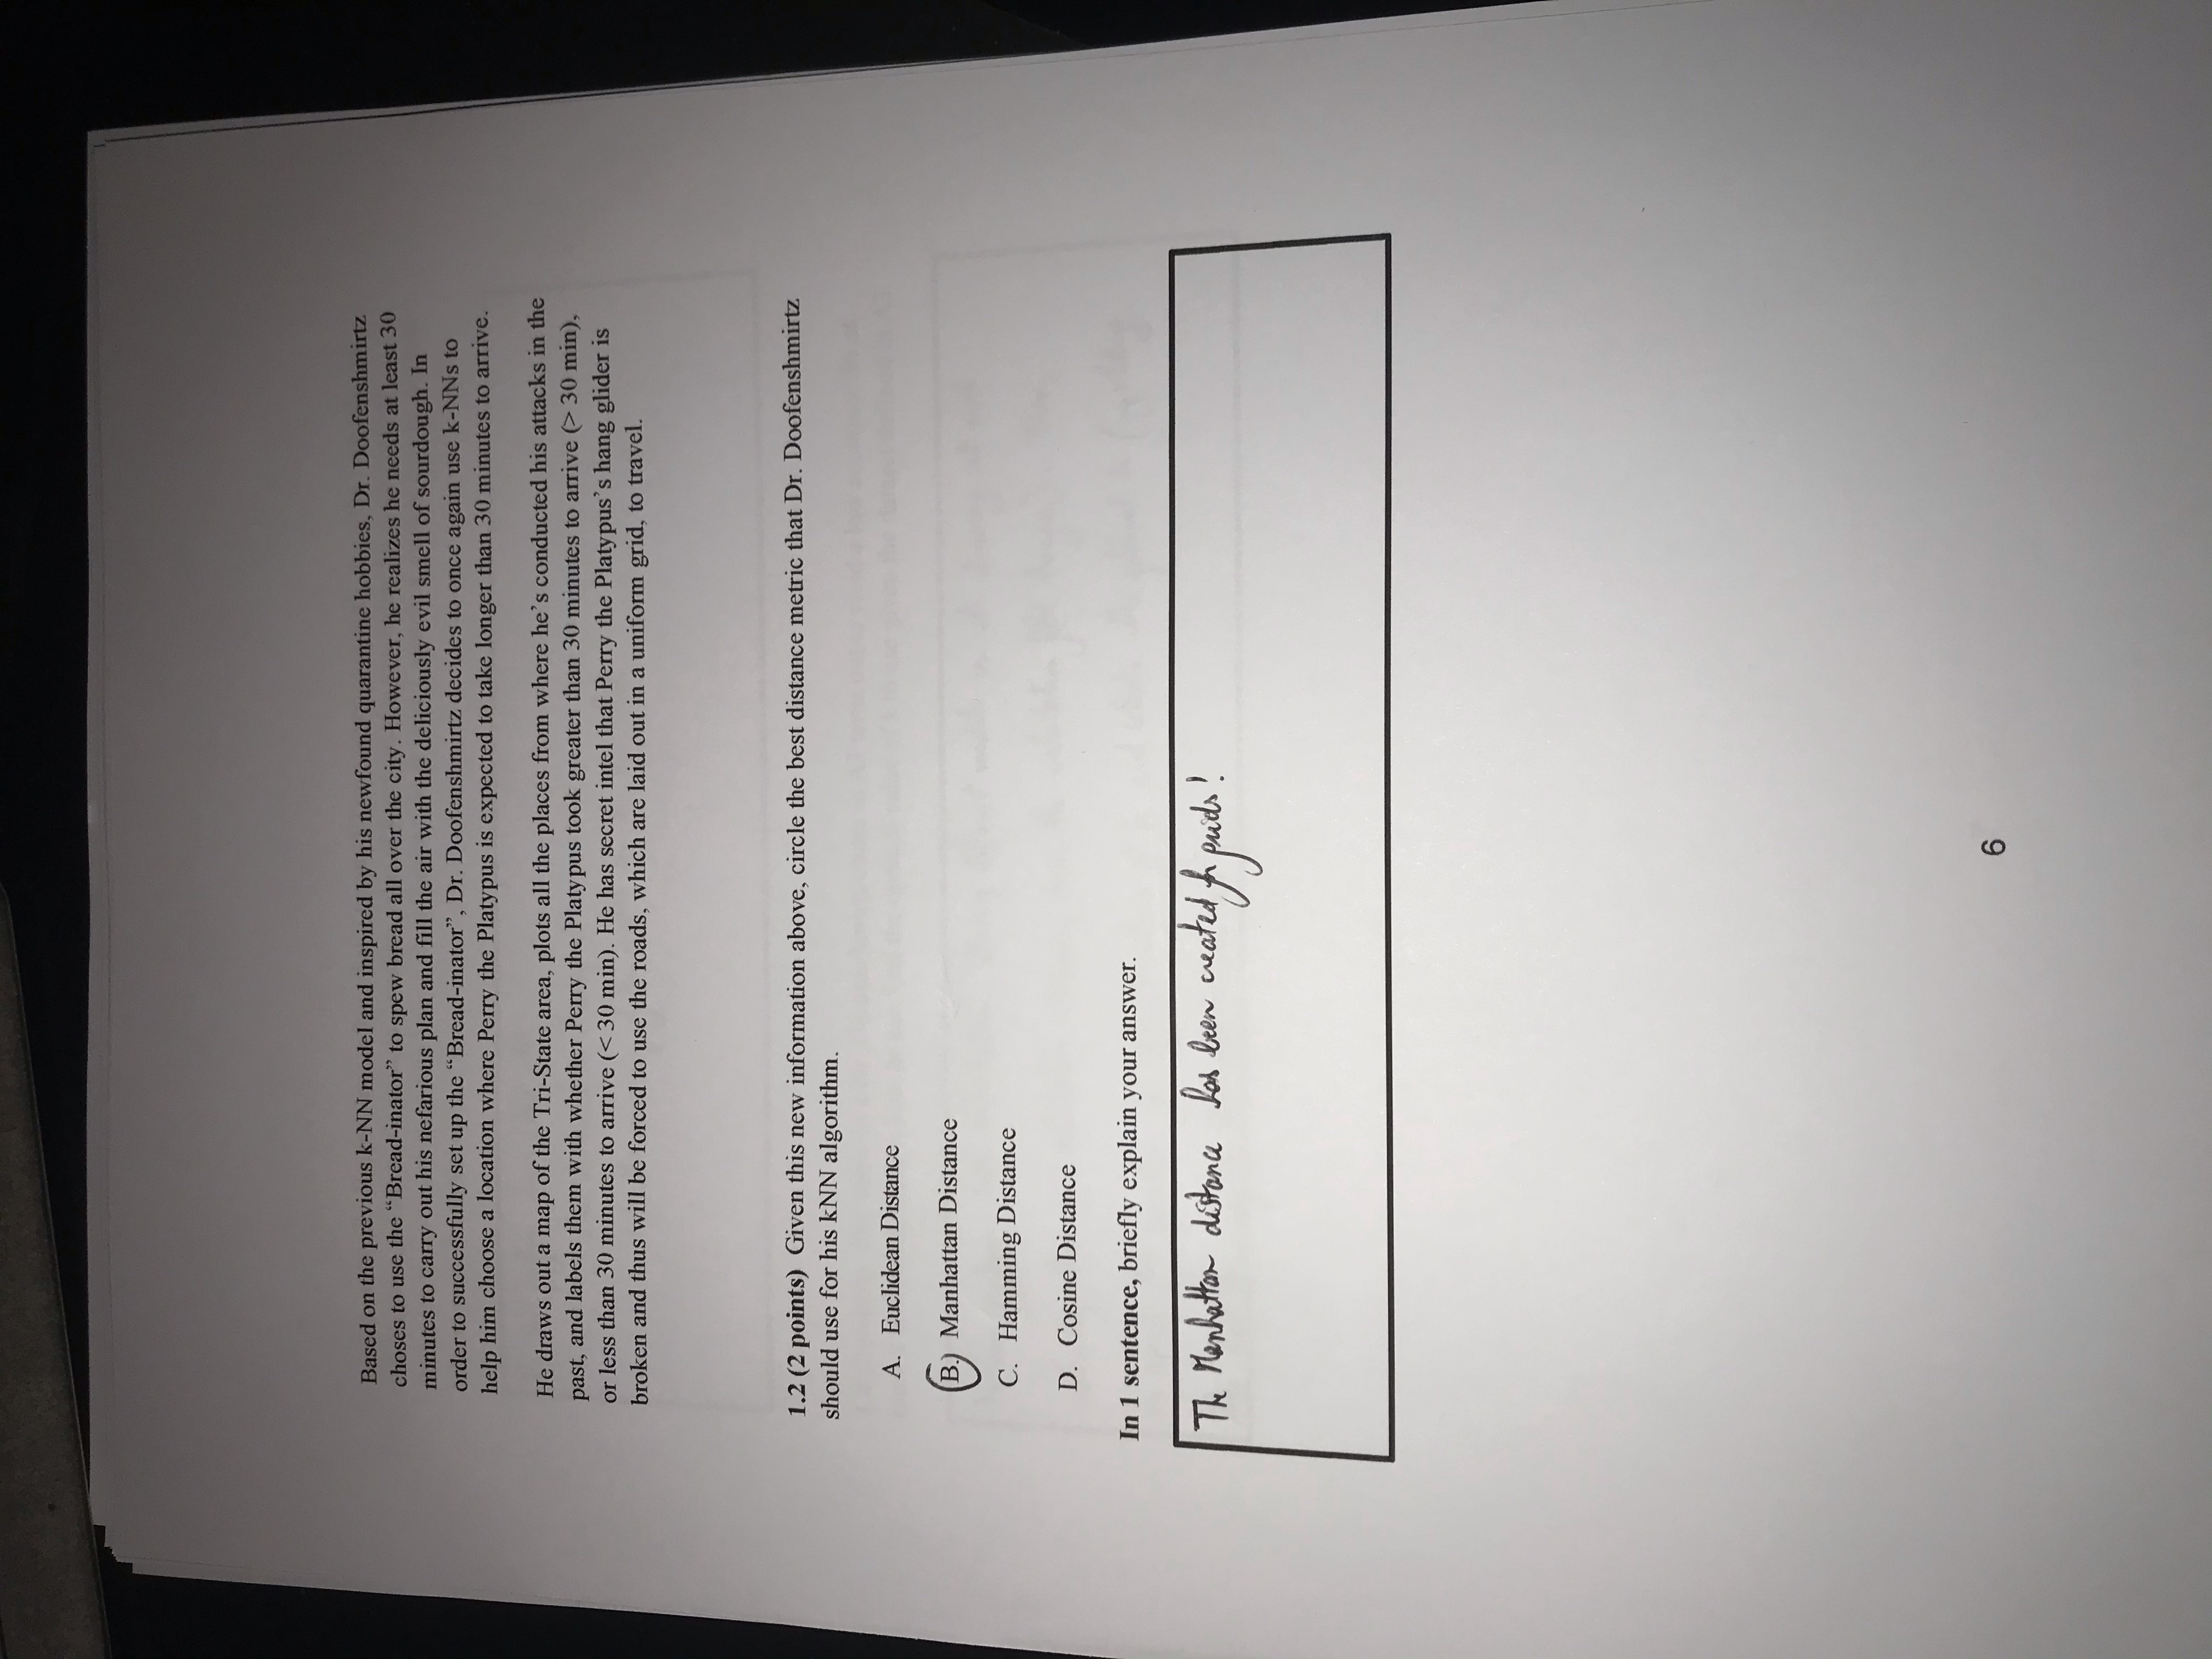 Based on the previous k-NN model and inspired by his newfound quarantine hobbies, Dr. Doofenshmirtz
choses to use the “Bread-inator” to spew bread all over the city. However, he realizes he needs at least 30
minutes to carry out his nefarious plan and fill the air with the deliciously evil smell of sourdough. In
order to successfully set up the “Bread-inator”, Dr. Doofenshmirtz decides to once again use k-NNs to
help him choose a location where Perry the Platypus is expected to take longer than 30 minutes to arrive.
He draws out a map of the Tri-State area, plots all the places from where he’s conducted his attacks in the
past, and labels them with whether Perry the Platypus took greater than 30 minutes to arrive (> 30 min),
or less than 30 minutes to arrive (< 30 min). He has secret intel that Perry the Platypus’s hang glider is
broken and thus will be forced to use the roads, which are laid out in a uniform grid, to travel.
1.2 (2 points) Given this new information above, circle the best distance metric that Dr. Doofenshmirtz
should use for his kNN algorithm.
A. Euclidean Distance
B. Manhattan Distance
C. Hamming Distance
D. Cosine Distance
In 1 sentence, briefly explain your answer.
The Manhattan distance has been created for grids!
6